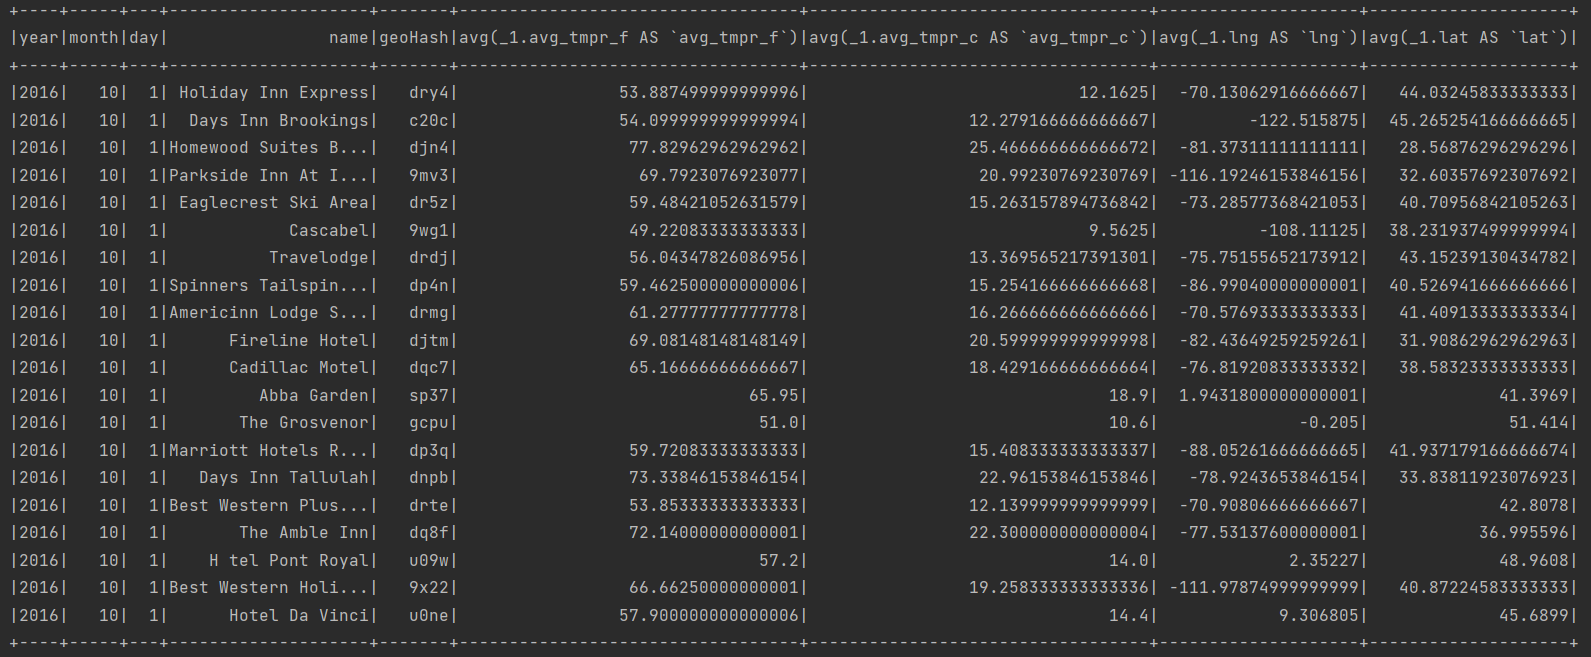 +----+-----+---+--------------------+-------+----------------------------------+----------------------------------+--------------------+--------------------+
|year|month|day|                name|geoHash|avg(_1.avg_tmpr_f AS `avg_tmpr_f`)|avg(_1.avg_tmpr_c AS `avg_tmpr_c`)|avg(_1.lng AS `lng`)|avg(_1.lat AS `lat`)|
+----+-----+---+--------------------+-------+----------------------------------+----------------------------------+--------------------+--------------------+
|2016|   10|  1| Holiday Inn Express|   dry4|                53.887499999999996|                           12.1625|  -70.13062916666667|   44.03245833333333|
|2016|   10|  1|  Days Inn Brookings|   c20c|                54.099999999999994|                12.279166666666667|         -122.515875|  45.265254166666665|
|2016|   10|  1|Homewood Suites B...|   djn4|                 77.82962962962962|                25.466666666666672|  -81.37311111111111|   28.56876296296296|
|2016|   10|  1|Parkside Inn At I...|   9mv3|                  69.7923076923077|                 20.99230769230769| -116.19246153846156|   32.60357692307692|
|2016|   10|  1| Eaglecrest Ski Area|   dr5z|                 59.48421052631579|                15.263157894736842|  -73.28577368421053|   40.70956842105263|
|2016|   10|  1|            Cascabel|   9wg1|                 49.22083333333333|                            9.5625|          -108.11125|  38.231937499999994|
|2016|   10|  1|          Travelodge|   drdj|                 56.04347826086956|                13.369565217391301|  -75.75155652173912|   43.15239130434782|
|2016|   10|  1|Spinners Tailspin...|   dp4n|                59.462500000000006|                15.254166666666668|  -86.99040000000001|  40.526941666666666|
|2016|   10|  1|Americinn Lodge S...|   drmg|                 61.27777777777778|                16.266666666666666|  -70.57693333333333|   41.40913333333334|
|2016|   10|  1|      Fireline Hotel|   djtm|                 69.08148148148149|                20.599999999999998|  -82.43649259259261|   31.90862962962963|
|2016|   10|  1|      Cadillac Motel|   dqc7|                 65.16666666666667|                18.429166666666664|  -76.81920833333332|   38.58323333333333|
|2016|   10|  1|         Abba Garden|   sp37|                             65.95|                              18.9|  1.9431800000000001|             41.3969|
|2016|   10|  1|       The Grosvenor|   gcpu|                              51.0|                              10.6|              -0.205|              51.414|
|2016|   10|  1|Marriott Hotels R...|   dp3q|                 59.72083333333333|                15.408333333333337|  -88.05261666666665|  41.937179166666674|
|2016|   10|  1|   Days Inn Tallulah|   dnpb|                 73.33846153846154|                 22.96153846153846|   -78.9243653846154|   33.83811923076923|
|2016|   10|  1|Best Western Plus...|   drte|                 53.85333333333333|                12.139999999999999|  -70.90806666666667|             42.8078|
|2016|   10|  1|       The Amble Inn|   dq8f|                 72.14000000000001|                22.300000000000004|  -77.53137600000001|           36.995596|
|2016|   10|  1|    H tel Pont Royal|   u09w|                              57.2|                              14.0|             2.35227|             48.9608|
|2016|   10|  1|Best Western Holi...|   9x22|                 66.66250000000001|                19.258333333333336| -111.97874999999999|   40.87224583333333|
|2016|   10|  1|      Hotel Da Vinci|   u0ne|                57.900000000000006|                              14.4|            9.306805|             45.6899|
+----+-----+---+--------------------+-------+----------------------------------+----------------------------------+--------------------+--------------------+